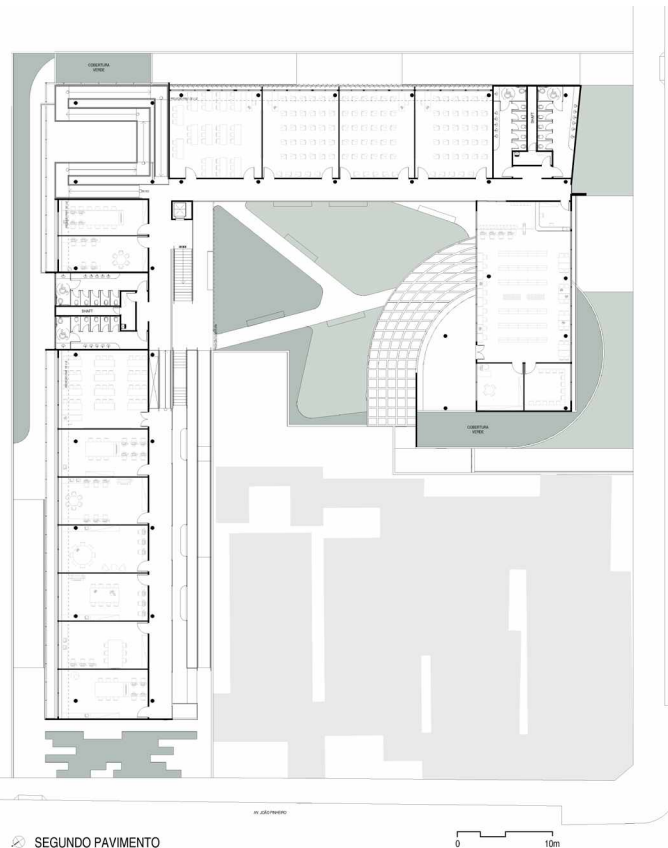 COBERTURA
VERDE
SHAFT
SHAFT
COBERTURA
VERDE
AV. JOÃO PINHEIRO
SEGUNDO PAVIMENTO
0 10m